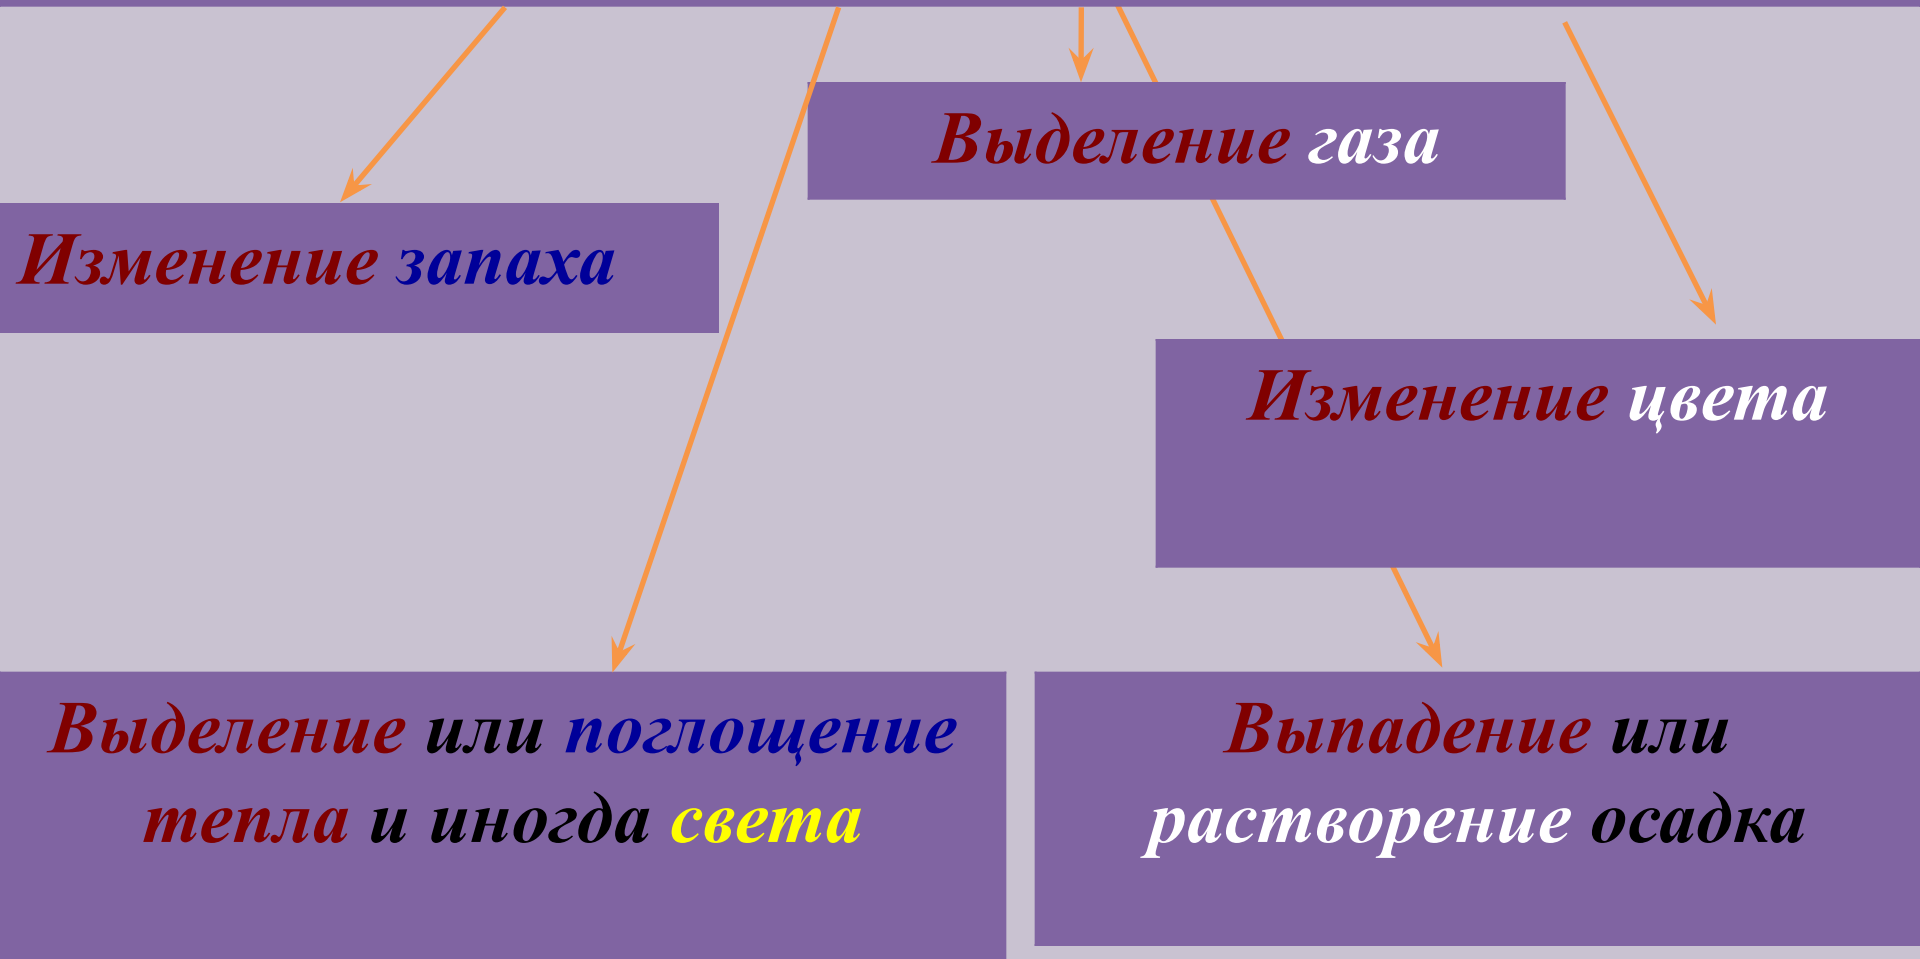 Выделение газа
Изменение запаха
Изменение цвета
Выделение или поглощение
тепла и иногда света
Выпадение или
растворение осадка